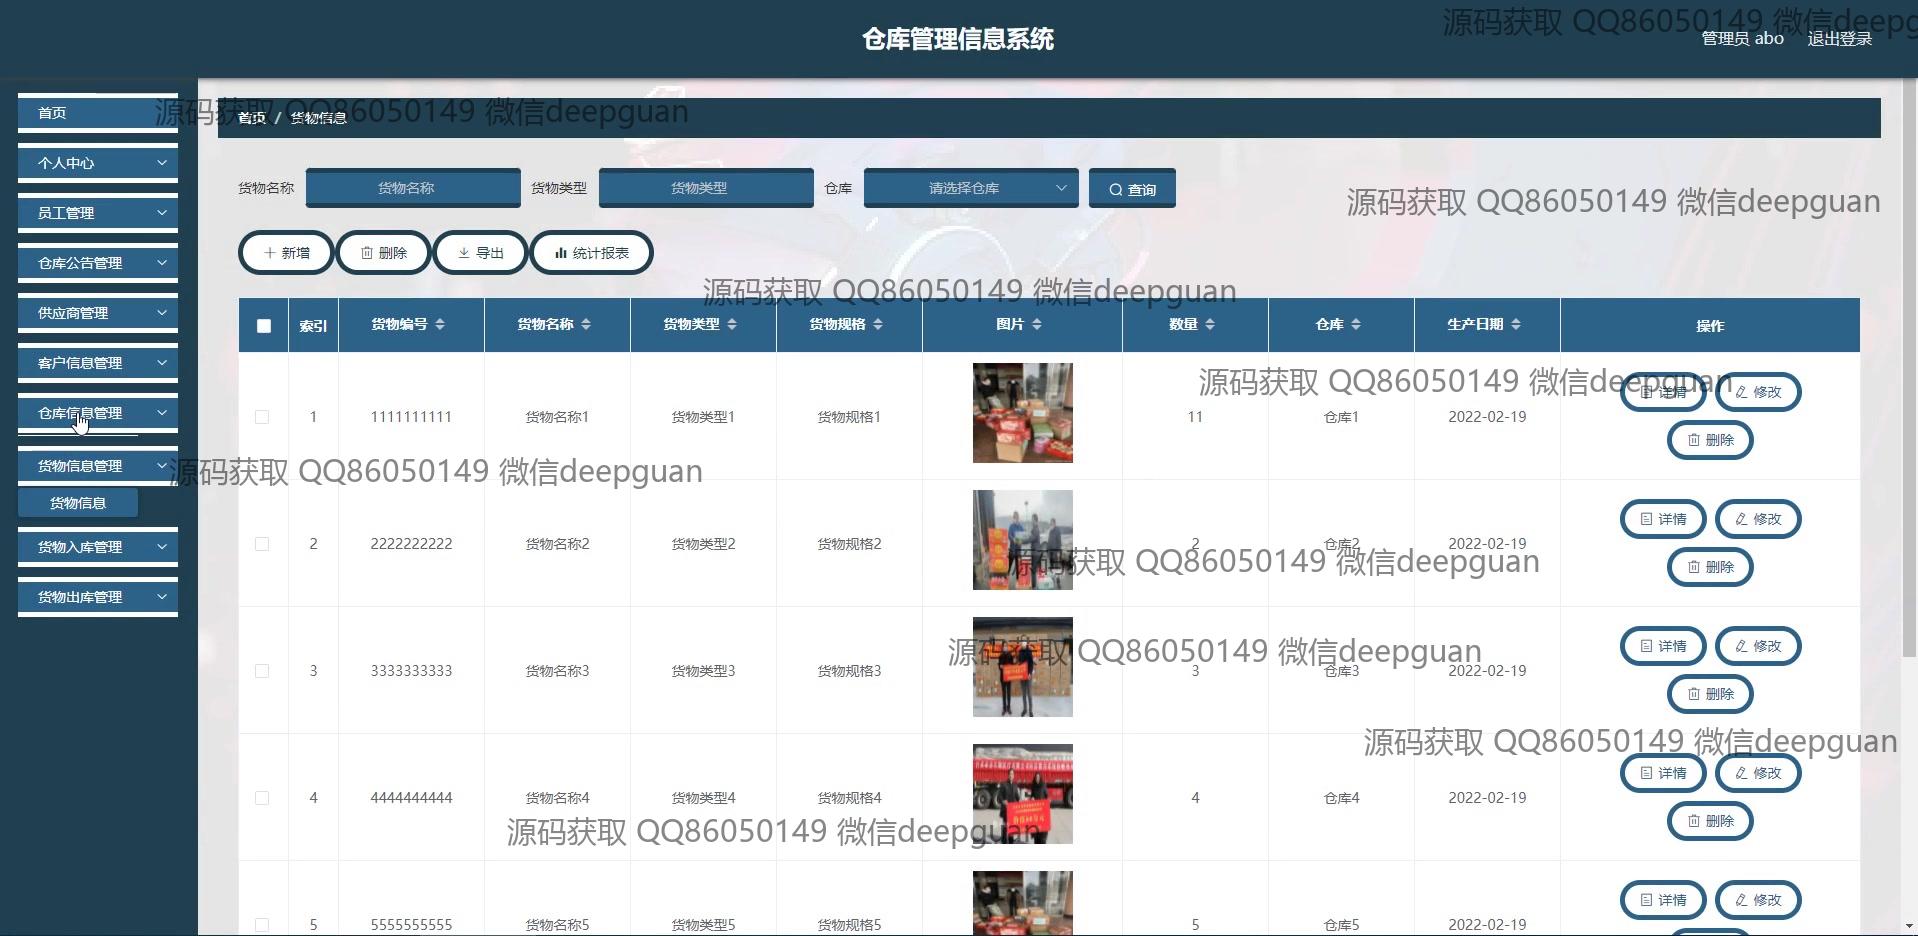 仓库管理信息系统
源码获取 QQ86050149 微信deepg
管理员 abo
退出登录
首页
个人中心
员工管理
仓库公告管理
供应商管理
客户信息管理
仓库信息管理
货物信息管理
货物信息
货物入库管理
货物出库管理
源码获取 QQ86050149 微信deepguan
首页 / 货物信息
货物名称 货物名称 货物类型 货物类型 仓库 请选择仓库 查询
源码获取 QQ86050149 微信deepguan
新增 删除 导出 统计报表
源码获取 QQ86050149 微信deepguan
索引 货物编号 货物名称 货物类型 货物规格 图片 数量 仓库 生产日期 操作
源码获取 QQ86050149 微信deepguan
1 1111111111 货物名称1 货物类型1 货物规格1 11 仓库1 2022-02-19 详情 修改
删除
源码获取 QQ86050149 微信deepguan
2 2222222222 货物名称2 货物类型2 货物规格2 2 仓库2 2022-02-19 详情 修改
删除
源码获取 QQ86050149 微信deepguan
源码获取 QQ86050149 微信deepguan
3 3333333333 货物名称3 货物类型3 货物规格3 3 仓库3 2022-02-19 详情 修改
删除
源码获取 QQ86050149 微信deepguan
4 4444444444 货物名称4 货物类型4 货物规格4 4 仓库4 2022-02-19 详情 修改
删除
源码获取 QQ86050149 微信deepguan
5 5555555555 货物名称5 货物类型5 货物规格5 5 仓库5 2022-02-19 详情 修改